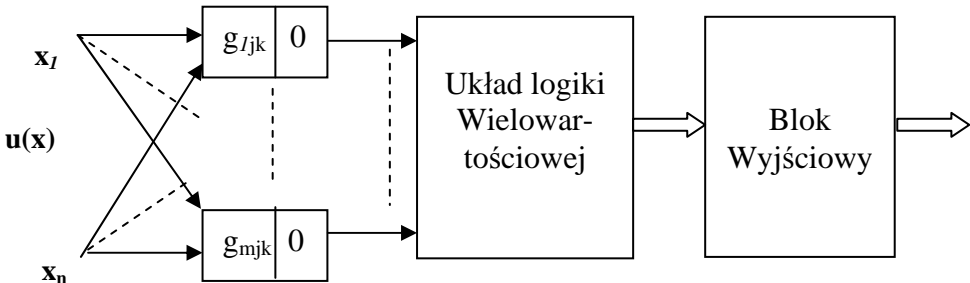 x1
u(x)
xn
g1jk 0
gmjk 0
Układ logiki
Wielowar-
tościowej
Blok
Wyjściowy